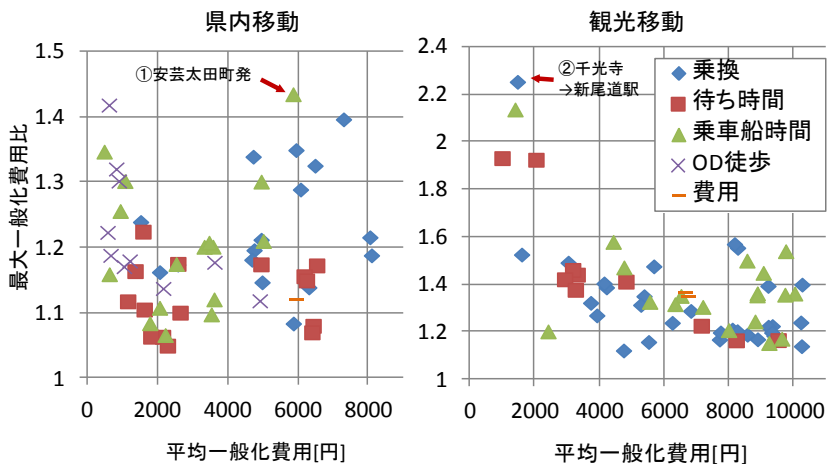 県内移動
最大一般化費用比
1.5
1.4
1.3
1.2
1.1
1
①安芸太田町発
0
2000
4000
6000
8000
平均一般化費用[円]
観光移動
2.4
2.2
2
1.8
1.6
1.4
1.2
1
②千光寺
→新尾道駅
乗換
待ち時間
乗車船時間
OD徒歩
費用
0
2000
4000
6000
8000
10000
平均一般化費用[円]